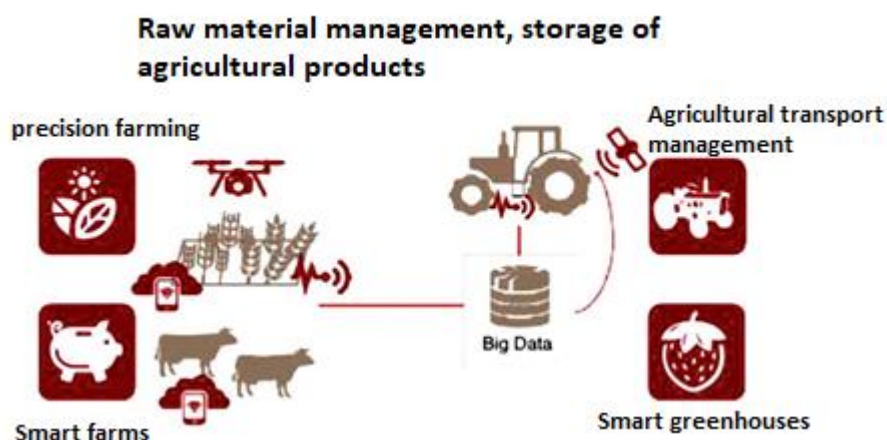 Raw material management, storage of
agricultural products
precision farming
Agricultural transport
management
Big Data
Smart farms
Smart greenhouses